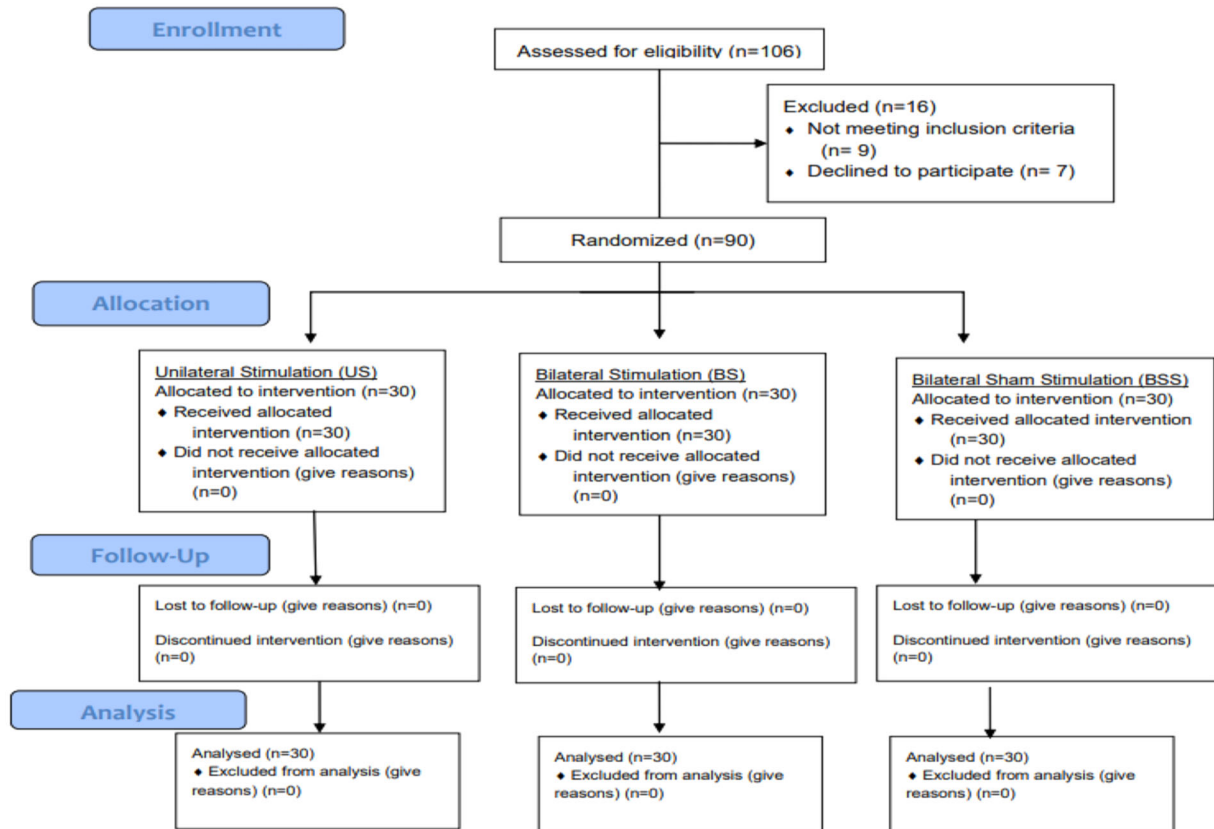 Enrollment
Assessed for eligibility (n=106)
Excluded (n=16)
⬥ Not meeting inclusion criteria
(n= 9)
⬥ Declined to participate (n= 7)
Randomized (n=90)
Allocation
Unilateral Stimulation (US)
Allocated to intervention (n=30)
⬥ Received allocated
intervention (n=30)
⬥ Did not receive allocated
intervention (give reasons)
(n=0)
Bilateral Stimulation (BS)
Allocated to intervention (n=30)
⬥ Received allocated
intervention (n=30)
⬥ Did not receive allocated
intervention (give reasons)
(n=0)
Bilateral Sham Stimulation (BSS)
Allocated to intervention (n=30)
⬥ Received allocated intervention
(n=30)
⬥ Did not receive allocated
intervention (give reasons)
(n=0)
Follow-Up
Lost to follow-up (give reasons) (n=0)
Discontinued intervention (give reasons)
(n=0)
Lost to follow-up (give reasons) (n=0)
Discontinued intervention (give reasons)
(n=0)
Lost to follow-up (give reasons) (n=0)
Discontinued intervention (give reasons)
(n=0)
Analysis
Analysed (n=30)
⬥ Excluded from analysis (give
reasons) (n=0)
Analysed (n=30)
⬥ Excluded from analysis (give
reasons) (n=0)
Analysed (n=30)
⬥ Excluded from analysis (give
reasons) (n=0)